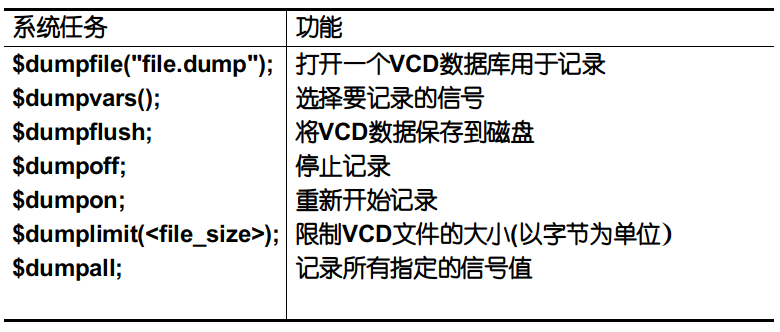 系统任务 功能
$dumpfile("file.dump"); 打开一个VCD数据库用于记录
$dumpvars(); 选择要记录的信号
$dumpflush; 将VCD数据保存到磁盘
$dumpoff; 停止记录
$dumpon; 重新开始记录
$dumplimit(<file_size>); 限制VCD文件的大小(以字节为单位）
$dumpall; 记录所有指定的信号值